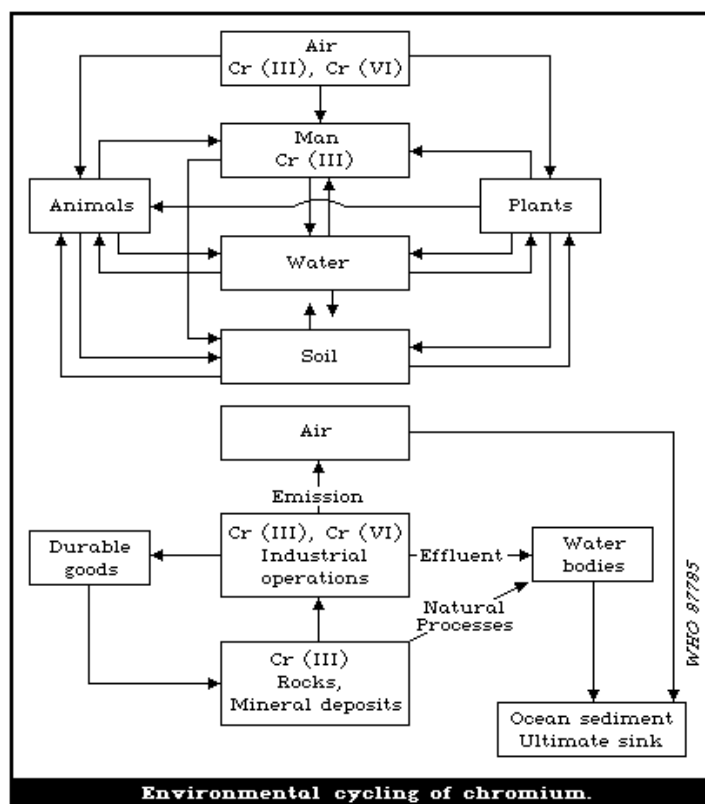 Air
Cr (III), Cr (VI)
Man
Cr (III)
Animals
Plants
Water
Soil
Air
Emission
Cr (III), Cr (VI)
Industrial
operations
Durable
goods
Effluent
Water
bodies
Natural
Processes
Cr (III)
Rocks,
Mineral deposits
Ocean sediment
Ultimate sink
WHO 87795
Environmental cycling of chromium.